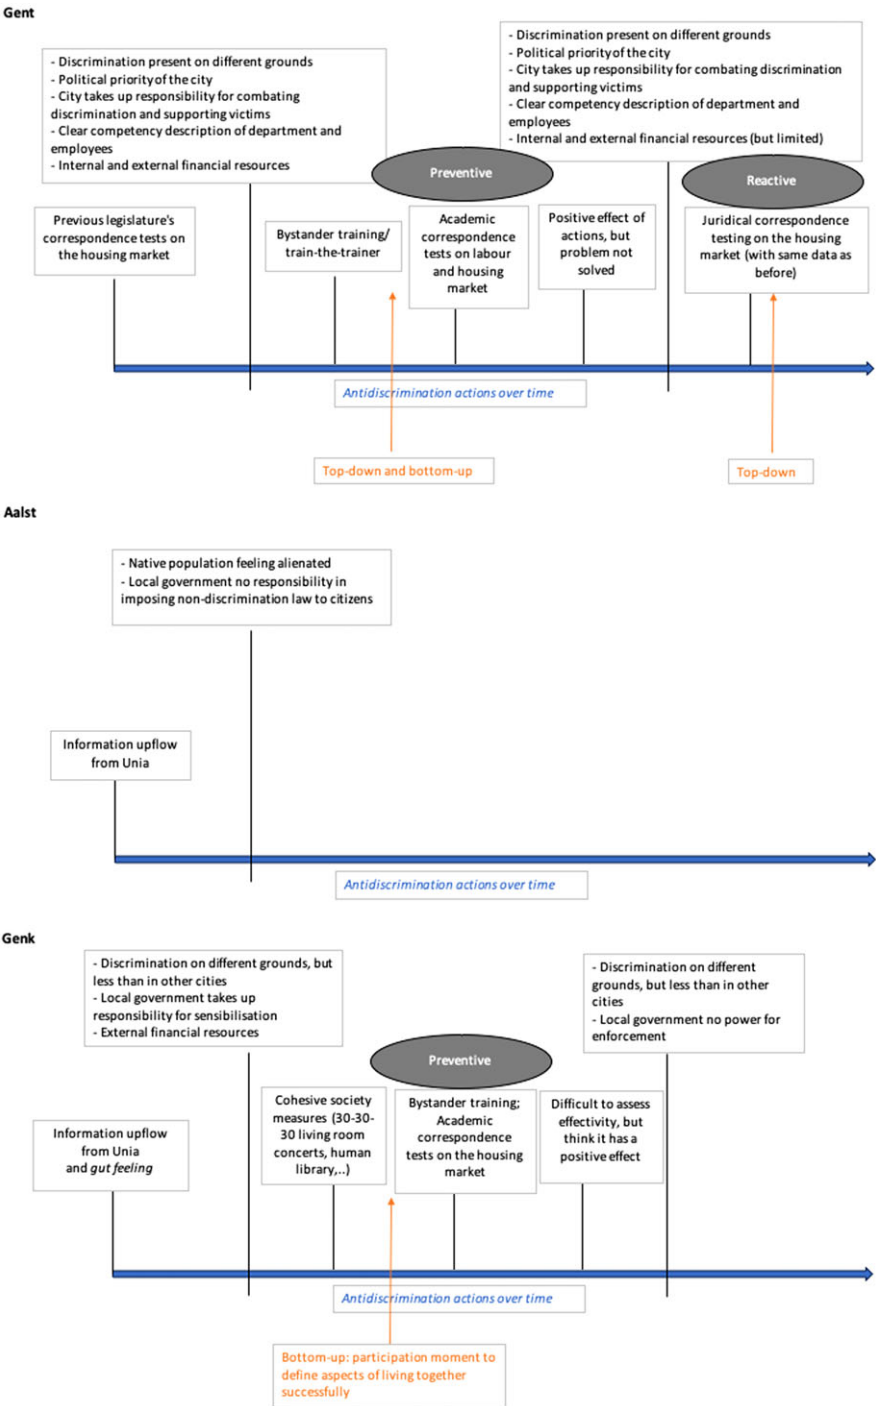 Gent
- Discrimination present on different grounds
- Political priority of the city
- City takes up responsibility for combating
discrimination and supporting victims
- Clear competency description of department and
employees
- Internal and external financial resources
- Discrimination present on different grounds
- Political priority of the city
- City takes up responsibility for combating discrimination
and supporting victims
- Clear competency description of department and
employees
- Internal and external financial resources (but limited)
Preventive
Reactive
Previous legislature's
correspondence tests on
the housing market
Bystander training/
train-the-trainer
Academic
correspondence
tests on labour
and housing
market
Positive effect of
actions, but
problem not
solved
Juridical correspondence
testing on the housing
market (with same data as
before)
Antidiscrimination actions over time
Top-down and bottom-up
Top-down
Aalst
- Native population feeling alienated
- Local government no responsibility in
imposing non-discrimination law to citizens
Information upflow
from Unia
Antidiscrimination actions over time
Genk
- Discrimination on different grounds, but
less than in other cities
- Local government takes up
responsibility for sensibilisation
- External financial resources
- Discrimination on different
grounds, but less than in other
cities
- Local government no power for
enforcement
Preventive
Information upflow
from Unia
and gut feeling
Cohesive society
measures (30-30-
30 living room
concerts, human
library,..)
Bystander training;
Academic
correspondence
tests on the housing
market
Difficult to assess
effectivity, but
think it has a
positive effect
Antidiscrimination actions over time
Bottom-up: participation moment to
define aspects of living together
successfully